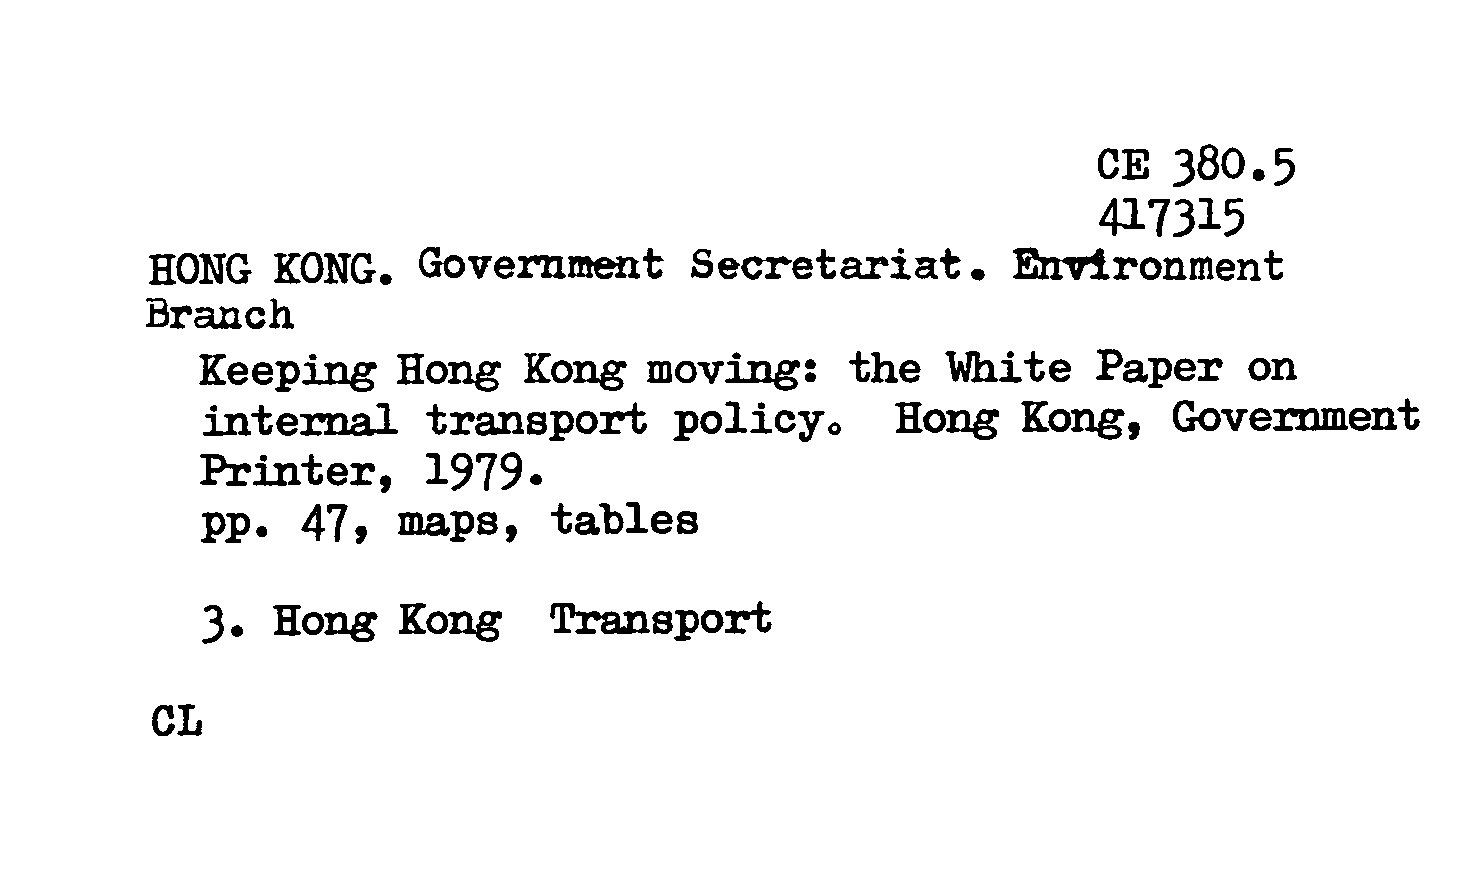 CE 380.5
417315
HONG KONG. Government Secretariat. Environment
Branch
Keeping Hong Kong moving: the White Paper on
internal transport policy. Hong Kong, Government
Printer, 1979.
pp. 47, maps, tables
3. Hong Kong Transport
CL